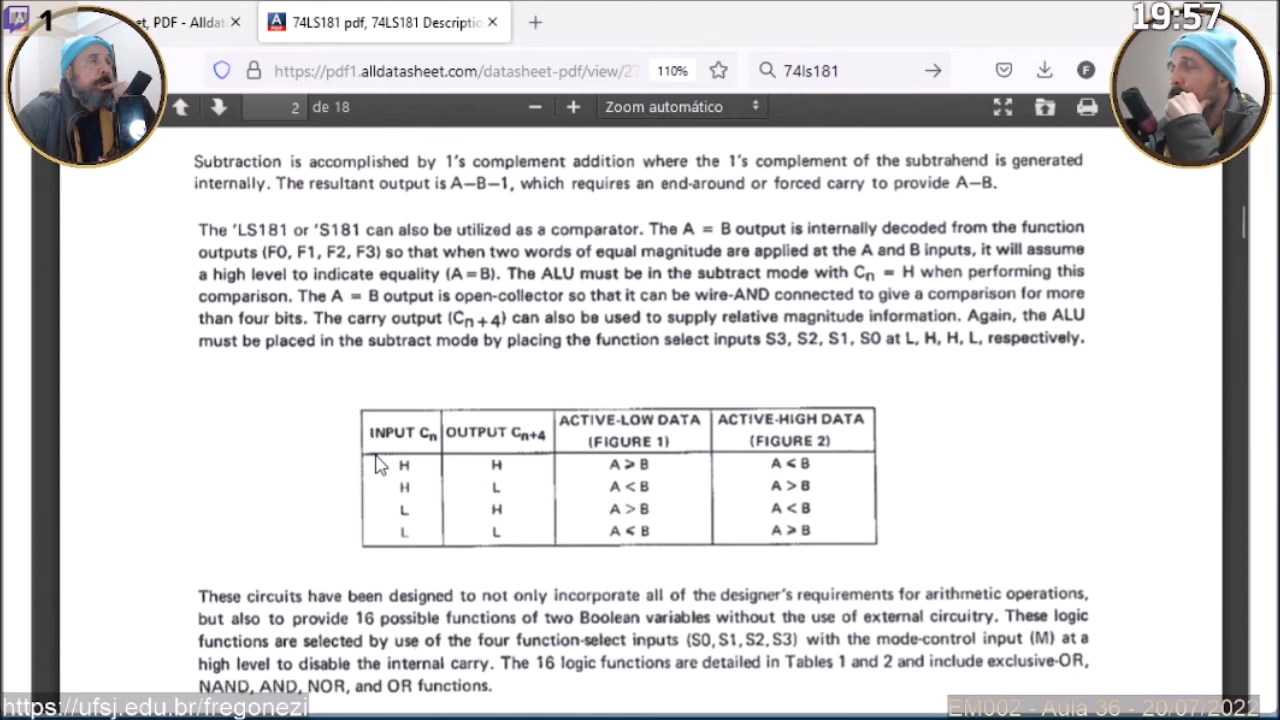 1
et, PDF - Alldat
74LS181 pdf, 74LS181 Descriptio
19:57
https://pdf1.alldatasheet.com/datasheet-pdf/view/27
110%
74ls181
F
2 de 18
Zoom automático
Subtraction is accomplished by 1's complement addition where the 1's complement of the subtrahend is generated
internally. The resultant output is A−B−1, which requires an end-around or forced carry to provide A−B.
The 'LS181 or 'S181 can also be utilized as a comparator. The A = B output is internally decoded from the function
outputs (F0, F1, F2, F3) so that when two words of equal magnitude are applied at the A and B inputs, it will assume
a high level to indicate equality (A=B). The ALU must be in the subtract mode with Cn = H when performing this
comparison. The A = B output is open-collector so that it can be wire-AND connected to give a comparison for more
than four bits. The carry output (Cn+4) can also be used to supply relative magnitude information. Again, the ALU
must be placed in the subtract mode by placing the function select inputs S3, S2, S1, S0 at L, H, H, L, respectively.
INPUT Cn OUTPUT Cn+4 ACTIVE-LOW DATA (FIGURE 1) ACTIVE-HIGH DATA (FIGURE 2)
H H A ⩾ B A ⩽ B
H L A < B A > B
L H A > B A < B
L L A ⩽ B A ⩾ B
These circuits have been designed to not only incorporate all of the designer's requirements for arithmetic operations,
but also to provide 16 possible functions of two Boolean variables without the use of external circuitry. These logic
functions are selected by use of the four function-select inputs (S0, S1, S2, S3) with the mode-control input (M) at a
high level to disable the internal carry. The 16 logic functions are detailed in Tables 1 and 2 and include exclusive-OR,
NAND, AND, NOR, and OR functions.
https://ufsj.edu.br/fregonezi
EM002 - Aula 36 - 20.07/2022